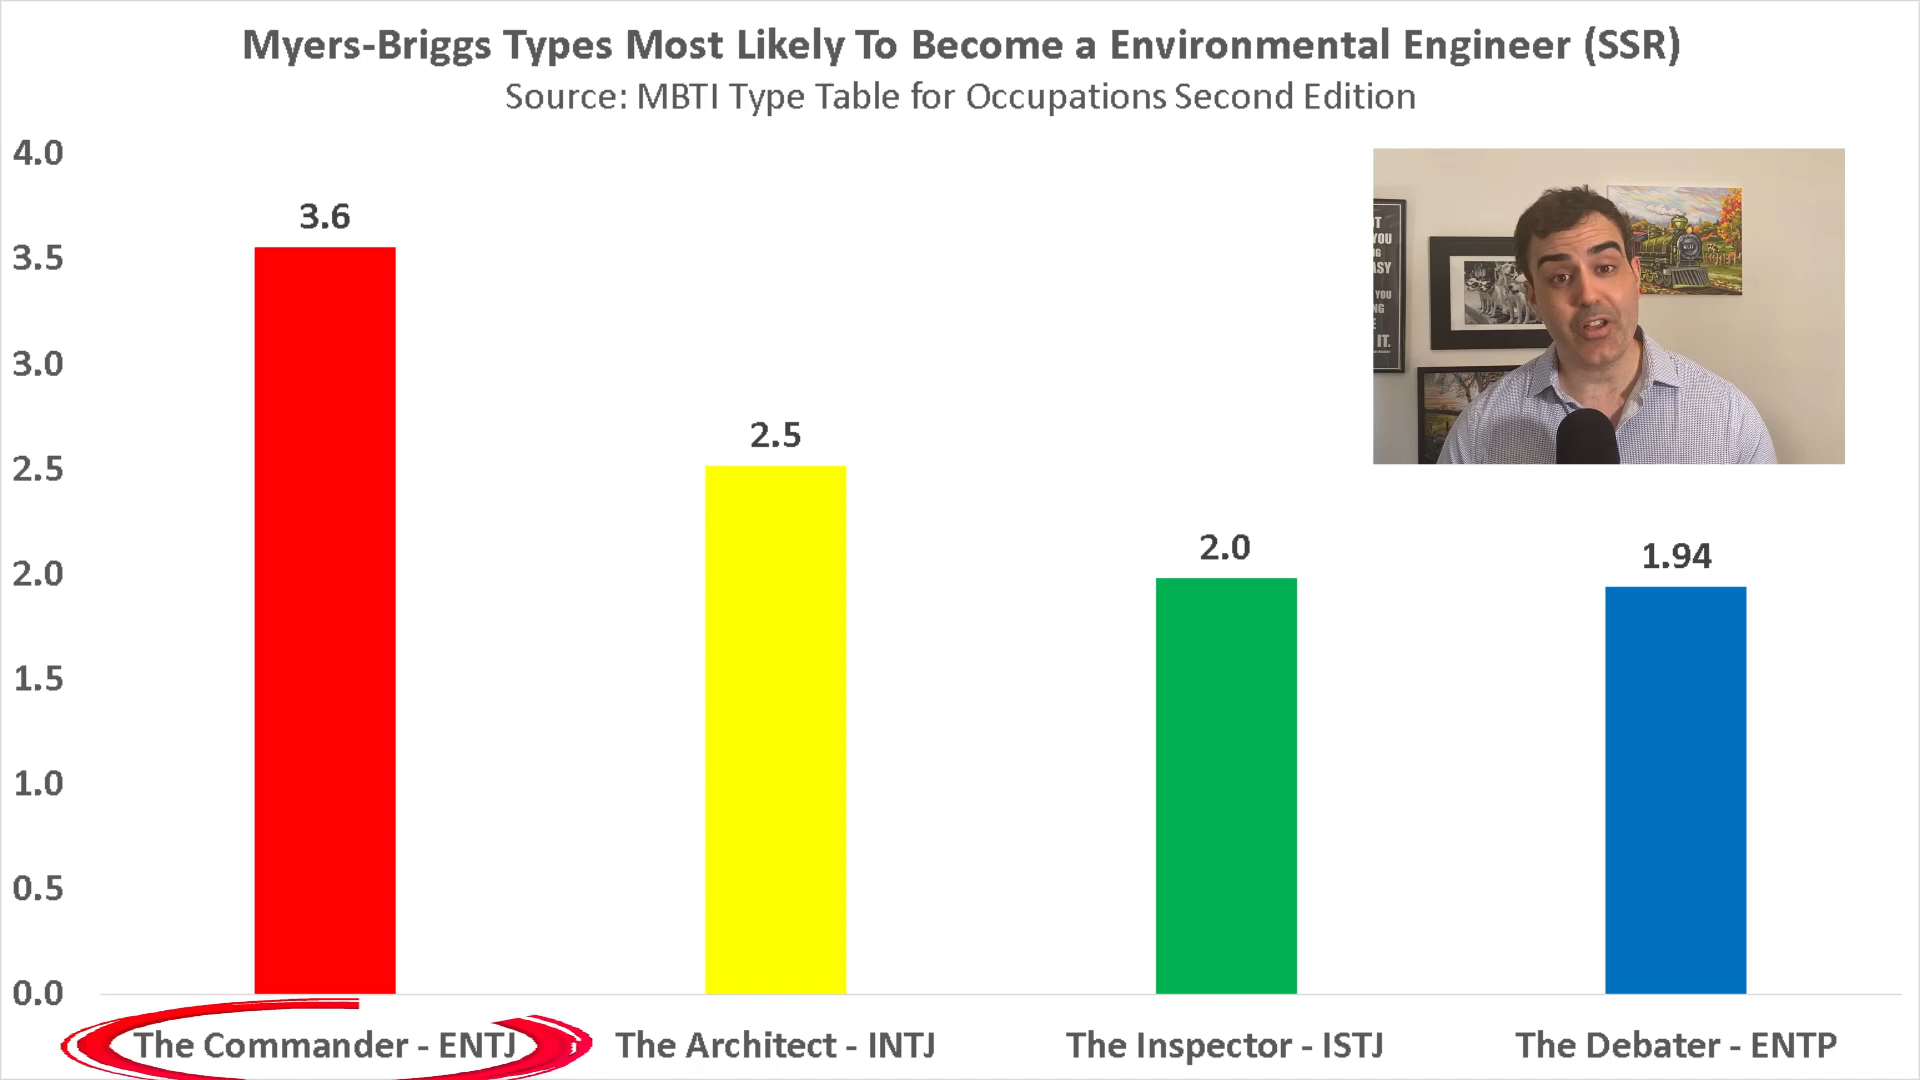 Myers-Briggs Types Most Likely To Become a Environmental Engineer (SSR)
Source: MBTI Type Table for Occupations Second Edition
4.0
3.5
3.0
2.5
2.0
1.5
1.0
0.5
0.0
3.6
2.5
2.0
1.94
YOU
IT.
The Commander - ENTJ
The Architect - INTJ
The Inspector - ISTJ
The Debater - ENTP